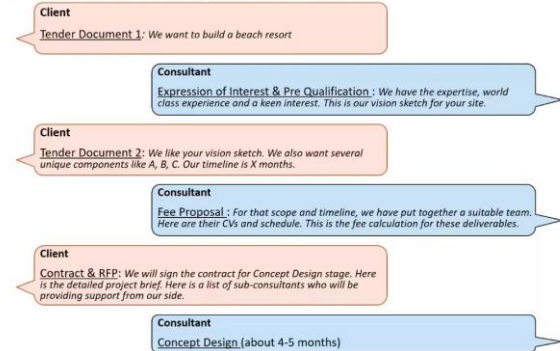 Client
Tender Document 1: We want to build a beach resort
Consultant
Expression of Interest & Pre Qualification : We have the expertise, world
class experience and a keen interest. This is our vision sketch for your site.
Client
Tender Document 2: We like your vision sketch. We also want several
unique components like A, B, C. Our timeline is X months.
Consultant
Fee Proposal : For that scope and timeline, we have put together a suitable team.
Here are their CVs and schedule. This is the fee calculation for these deliverables.
Client
Contract & RFP: We will sign the contract for Concept Design stage. Here
is the detailed project brief. Here is a list of sub-consultants who will be
providing support from our side.
Consultant
Concept Design (about 4-5 months)